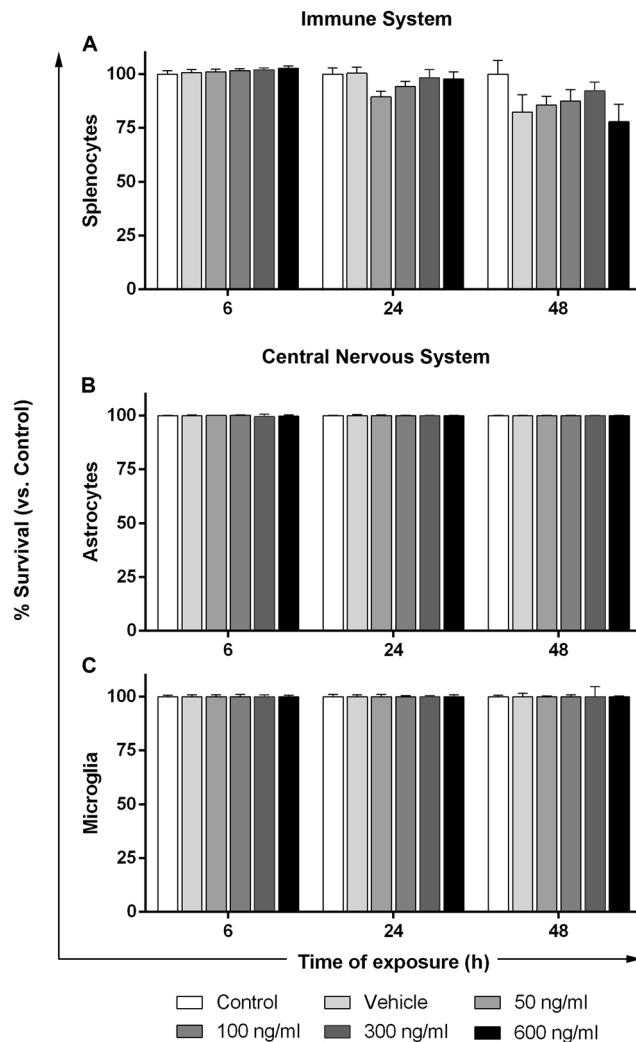 Immune System
A
100
75
50
25
0
Splenocytes
6 24 48
Central Nervous System
B
100
75
50
25
0
Astrocytes
6 24 48
C
100
75
50
25
0
Microglia
6 24 48
% Survival (vs. Control)
Time of exposure (h)
Control Vehicle 50 ng/ml
100 ng/ml 300 ng/ml 600 ng/ml